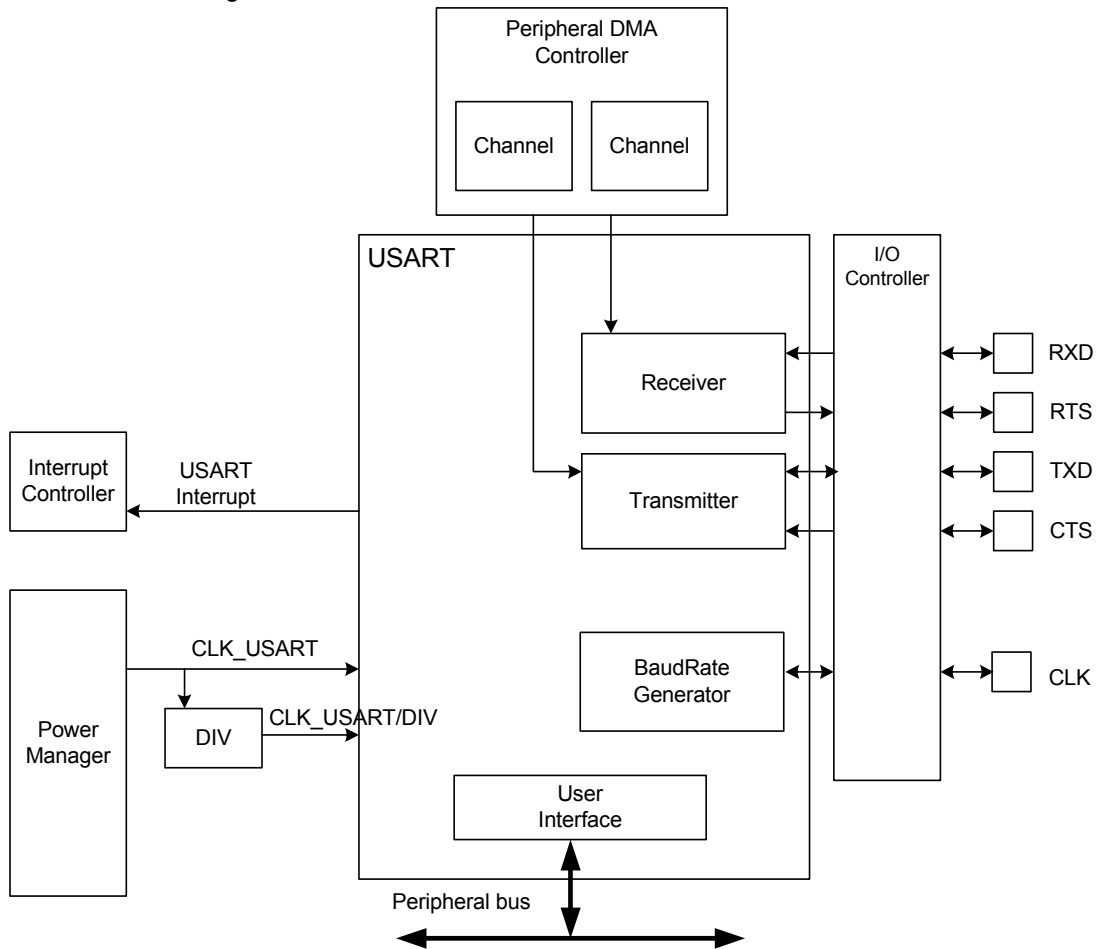 Peripheral DMA
Controller
Channel
Channel
USART
I/O
Controller
Receiver
RXD
RTS
Interrupt
Controller
USART
Interrupt
Transmitter
TXD
CTS
CLK_USART
BaudRate
Generator
CLK
Power
Manager
DIV
CLK_USART/DIV
User
Interface
Peripheral bus